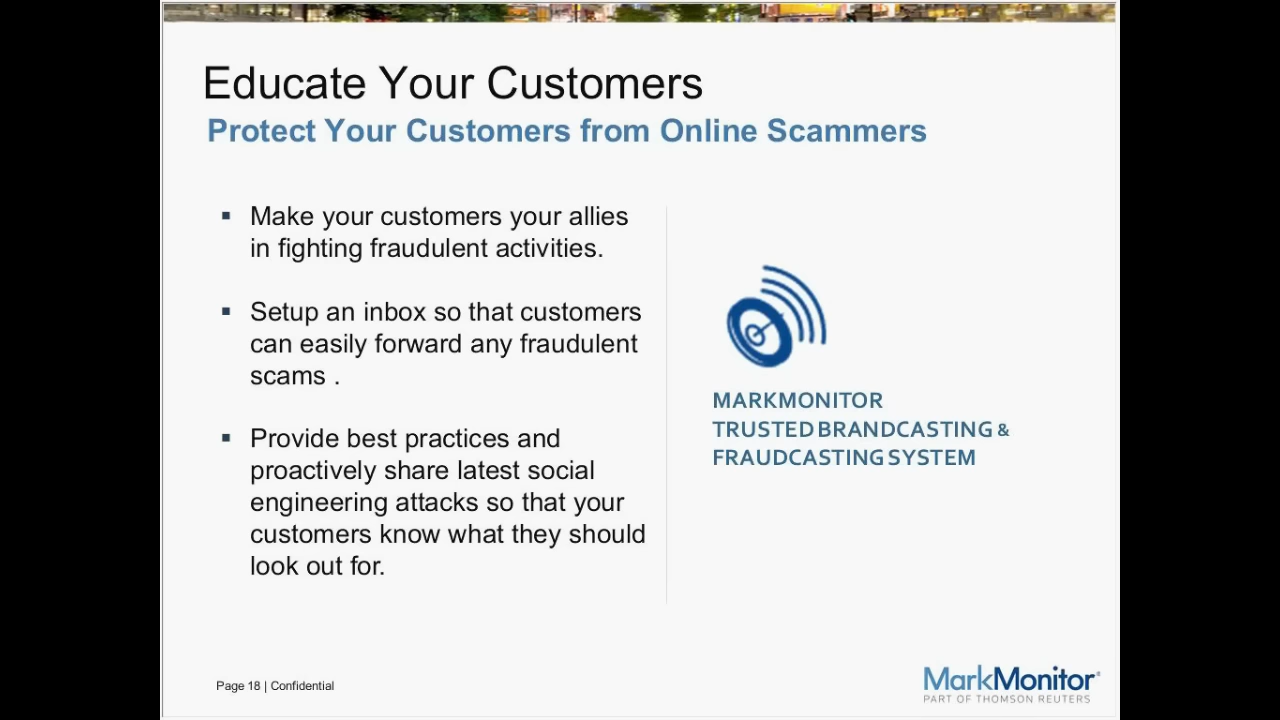 Educate Your Customers
Protect Your Customers from Online Scammers
▪ Make your customers your allies
in fighting fraudulent activities.
▪ Setup an inbox so that customers
can easily forward any fraudulent
scams .
▪ Provide best practices and
proactively share latest social
engineering attacks so that your
customers know what they should
look out for.
MARKMONITOR
TRUSTED BRANDCASTING &
FRAUDCASTING SYSTEM
Page 18 | Confidential
MarkMonitor®
PART OF THOMSON REUTERS